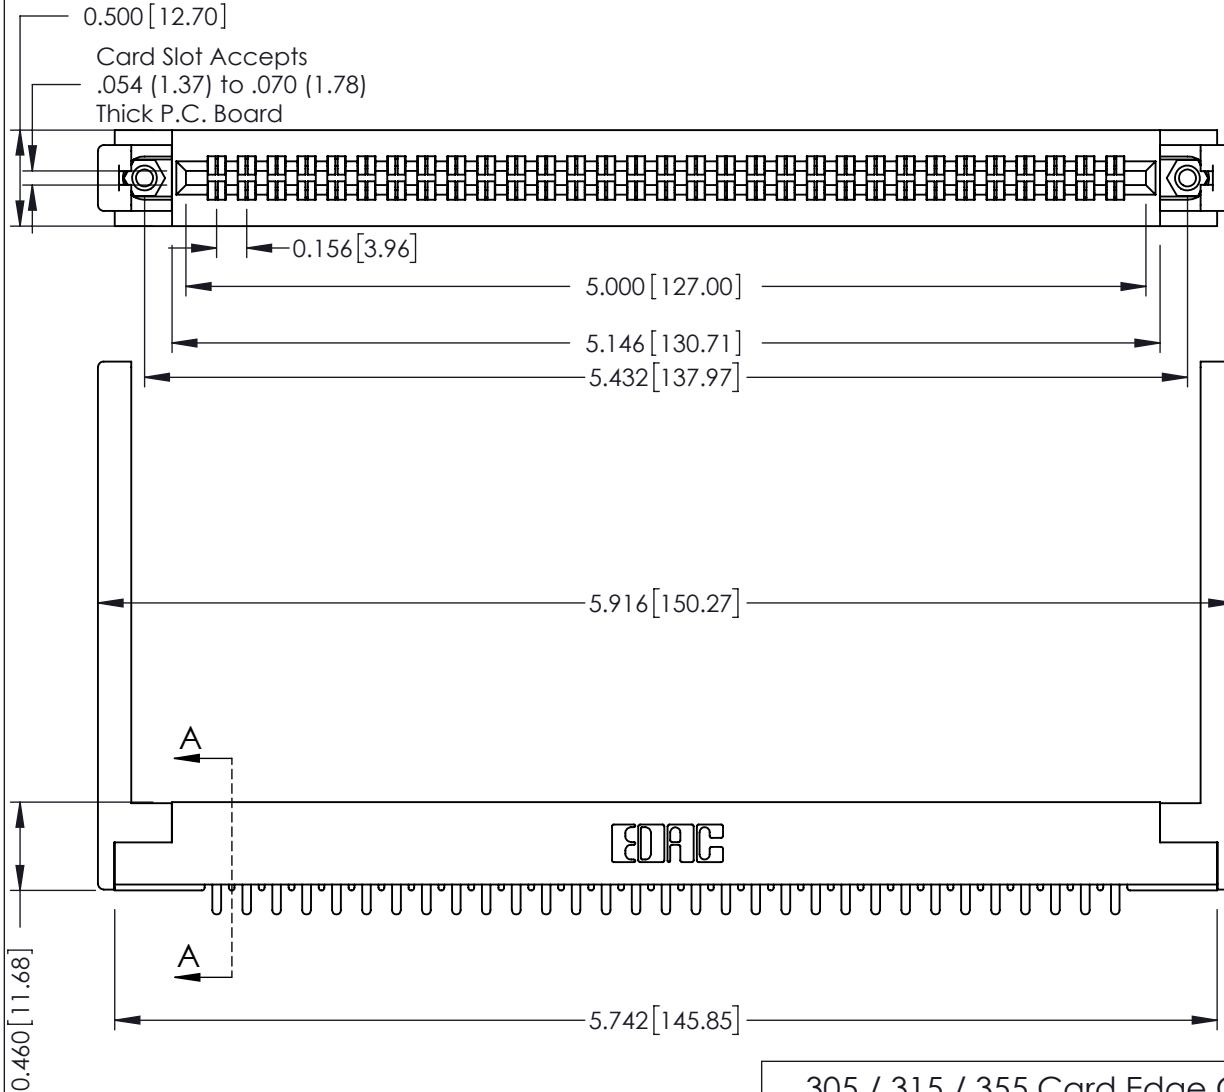 0.500 [12.70]
Card Slot Accepts
.054 (1.37) to .070 (1.78)
Thick P.C. Board
0.156 [3.96]
5.000 [127.00]
5.146 [130.71]
5.432 [137.97]
5.916 [150.27]
A
EDAC
A
0.460 [11.68]
5.742 [145.85]
305 / 315 / 355 Card Edge